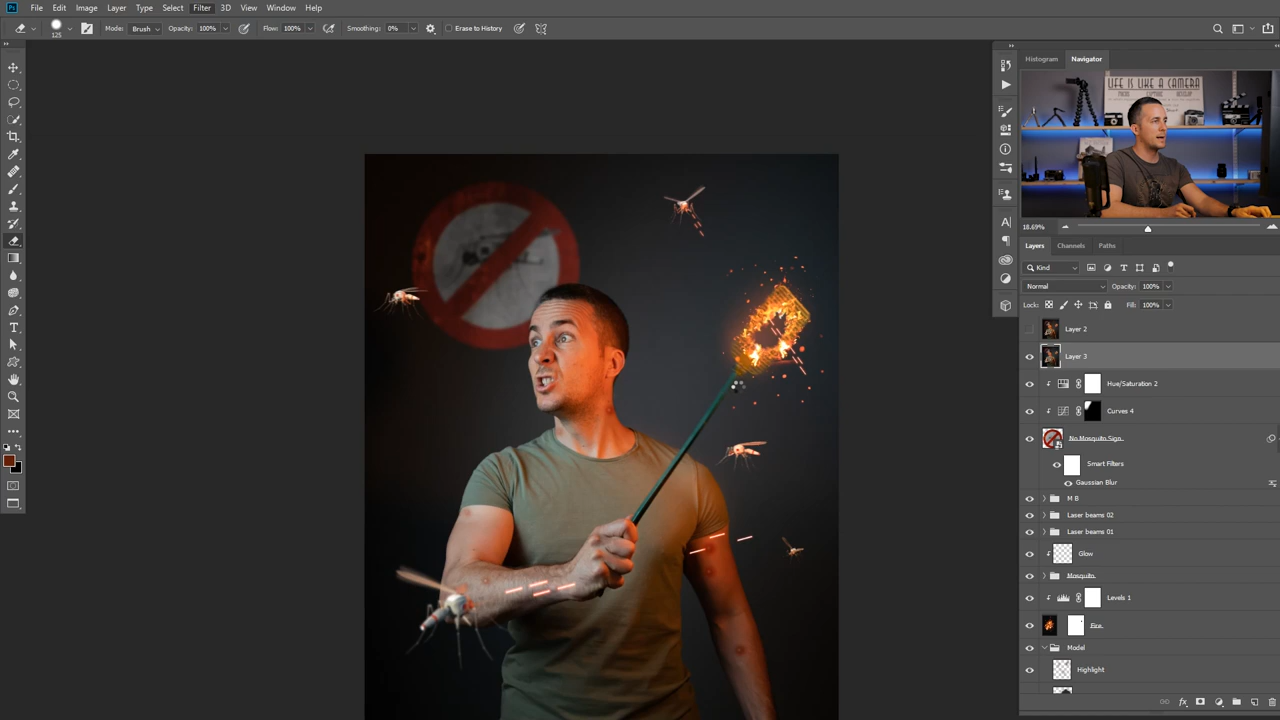 Ps File Edit Image Layer Type Select Filter 3D View Window Help
125 Mode: Brush Opacity: 100% Flow: 100% Smoothing: 0% Erase to History
Histogram Navigator
LIFE IS LIKE A CAMERA
18.69%
Layers Channels Paths
Kind
Normal Opacity: 100%
Lock: Fill: 100%
Layer 2
Layer 3
Hue/Saturation 2
Curves 4
No Mosquito Sign
Smart Filters
Gaussian Blur
M B
Laser beams 02
Laser beams 01
Glow
Mosquito
Levels 1
Fire
Model
Highlight